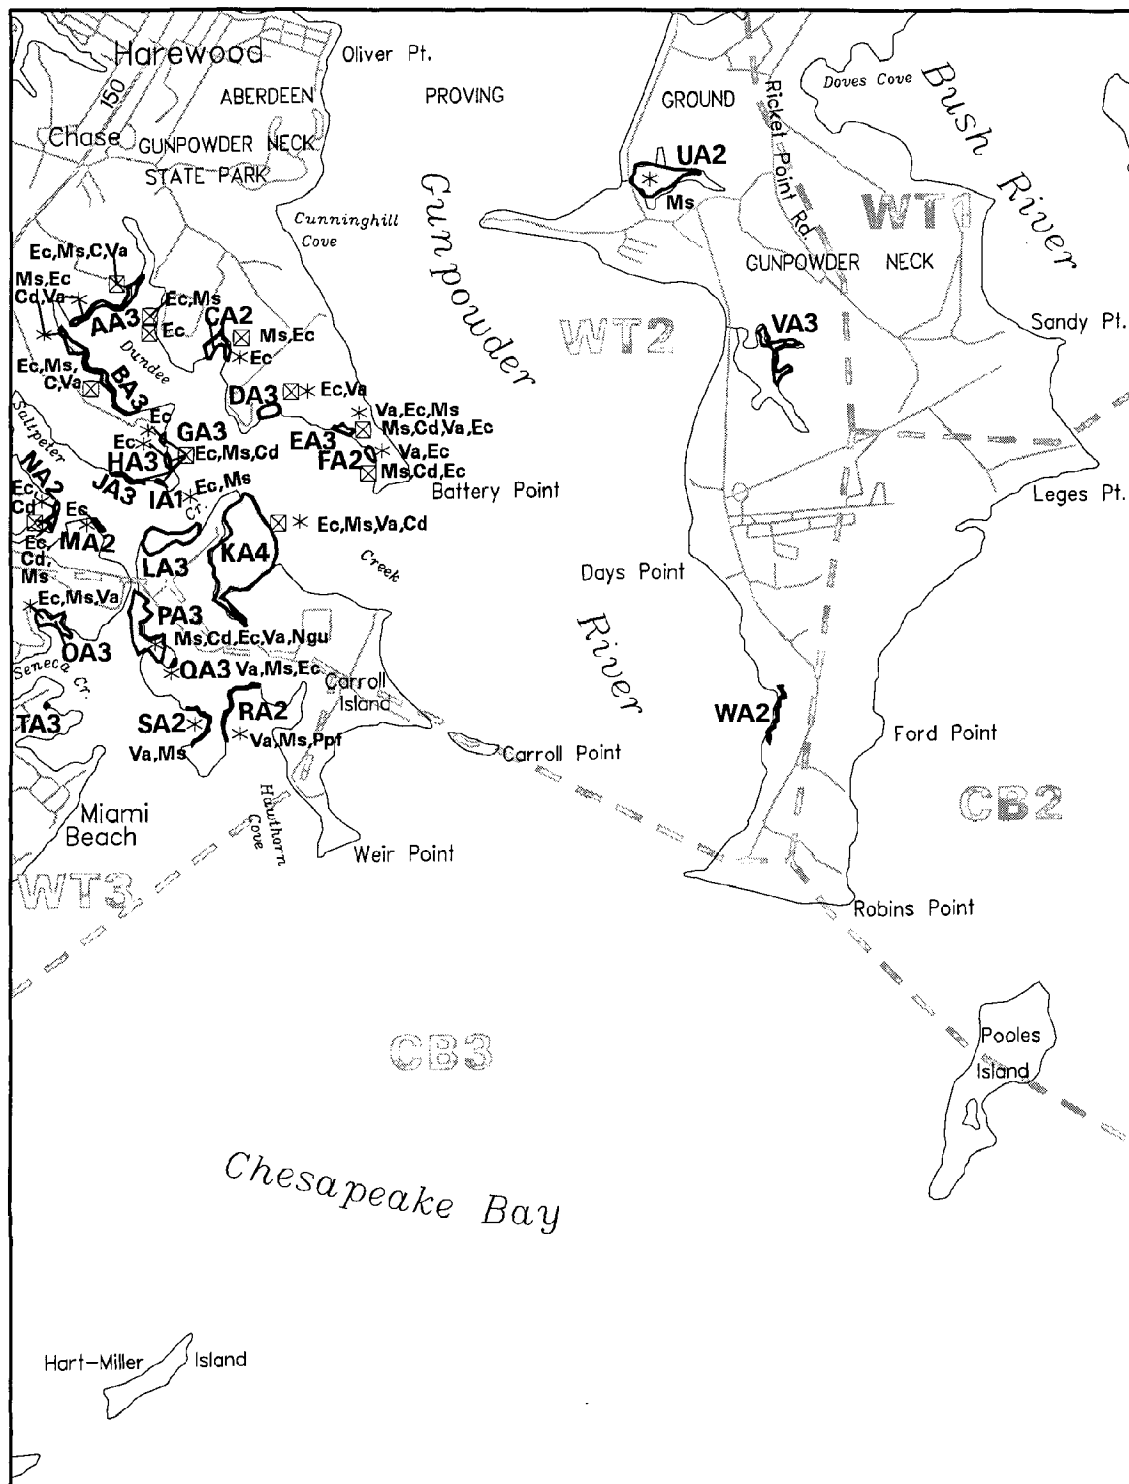 Harewood
Oliver Pt.
150
ABERDEEN PROVING GROUND
Doves Cove
Bush River
Ricket Point Rd.
Chase
GUNPOWDER NECK
STATE PARK
UA2
Ms
WT1
Cunninghill
Cove
Gunpowder River
GUNPOWDER NECK
Ec,Ms,C,Va
Ms,Ec
Cd,Va
AA3
Ec,Ms
Ec
CA2
Ms,Ec
Ec
WT2
VA3
Sandy Pt.
Dundee
Ec,Ms,
C,Va
BA3
DA3
Ec,Va
Va,Ec,Ms
Ms,Cd,Va,Ec
EA3
Va,Ec
FA2
Ms,Cd,Ec
Battery Point
Saltpeter
Ec
Ec
GA3
Ec,Ms,Cd
HA3
JA3
IA1
Ec,Ms
Cr.
Leges Pt.
NA2
Ec
Cd
Ec
MA2
Ec,
Cd,
Ms
LA3
KA4
Ec,Ms,Va,Cd
Creek
Days Point
Ec,Ms,Va
OA3
PA3
Ms,Cd,Ec,Va,Ngu
Seneca
Cr.
QA3
Va,Ms,Ec
Carroll
Island
TA3
SA2
Va,Ms
RA2
Va,Ms,Ppf
WA2
Ford Point
Carroll Point
CB2
Miami
Beach
Hawthorn
Cove
Weir Point
WT3
Robins Point
Pooles
Island
CB3
Chesapeake Bay
Hart-Miller Island